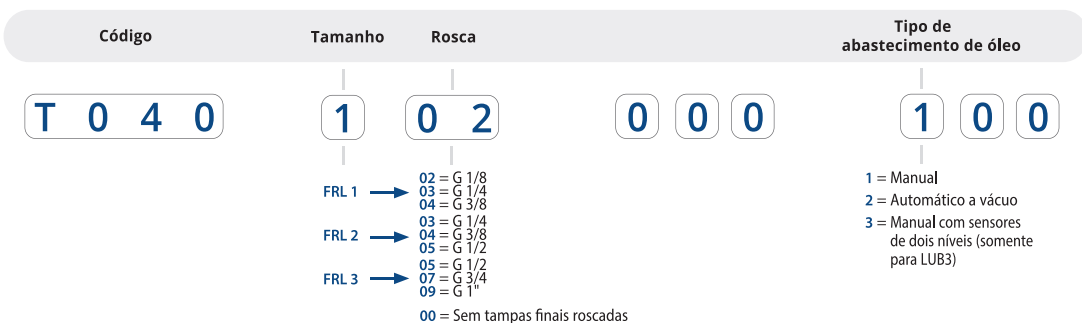 Código
Tamanho
Rosca
Tipo de
abastecimento de óleo
T 0 4 0
1
0 2
0 0 0
1 0 0
FRL 1
02 = G 1/8
03 = G 1/4
04 = G 3/8
FRL 2
03 = G 1/4
04 = G 3/8
05 = G 1/2
FRL 3
05 = G 1/2
07 = G 3/4
09 = G 1"
00 = Sem tampas finais roscadas
1 = Manual
2 = Automático a vácuo
3 = Manual com sensores
de dois níveis (somente
para LUB3)